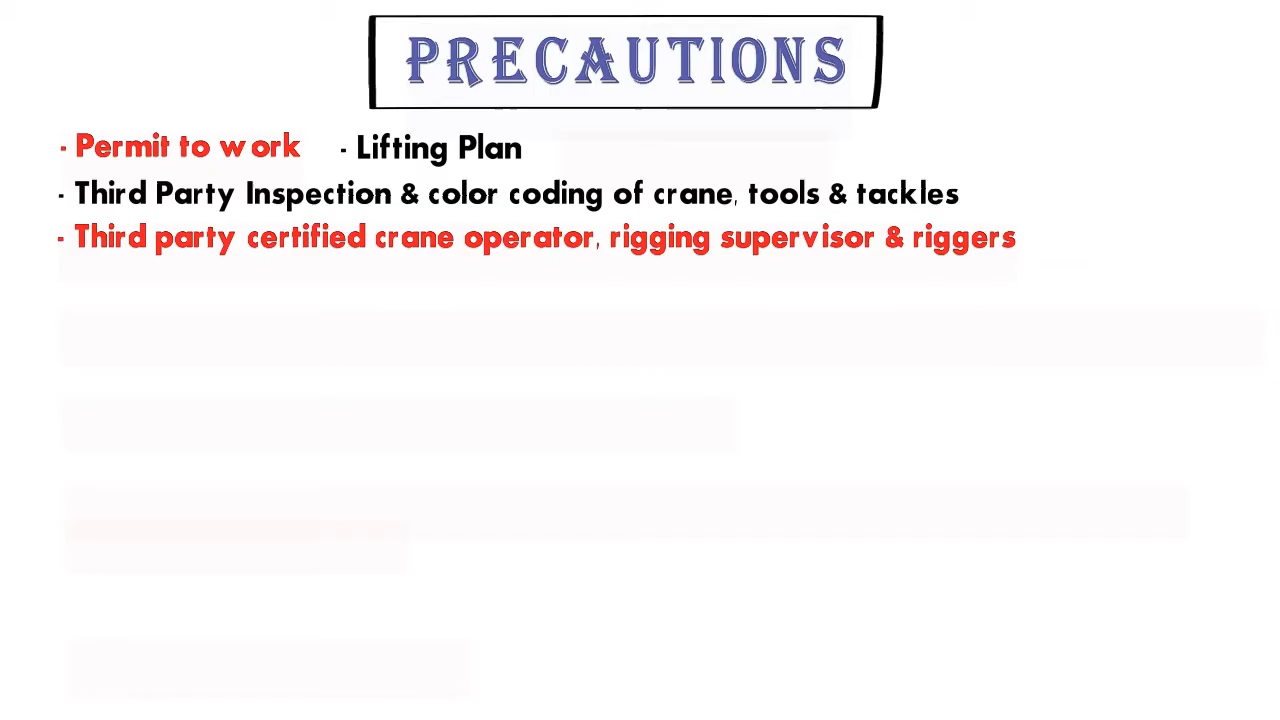 PRECAUTIONS
- Permit to work - Lifting Plan
- Third Party Inspection & color coding of crane, tools & tackles
- Third party certified crane operator, rigging supervisor & riggers